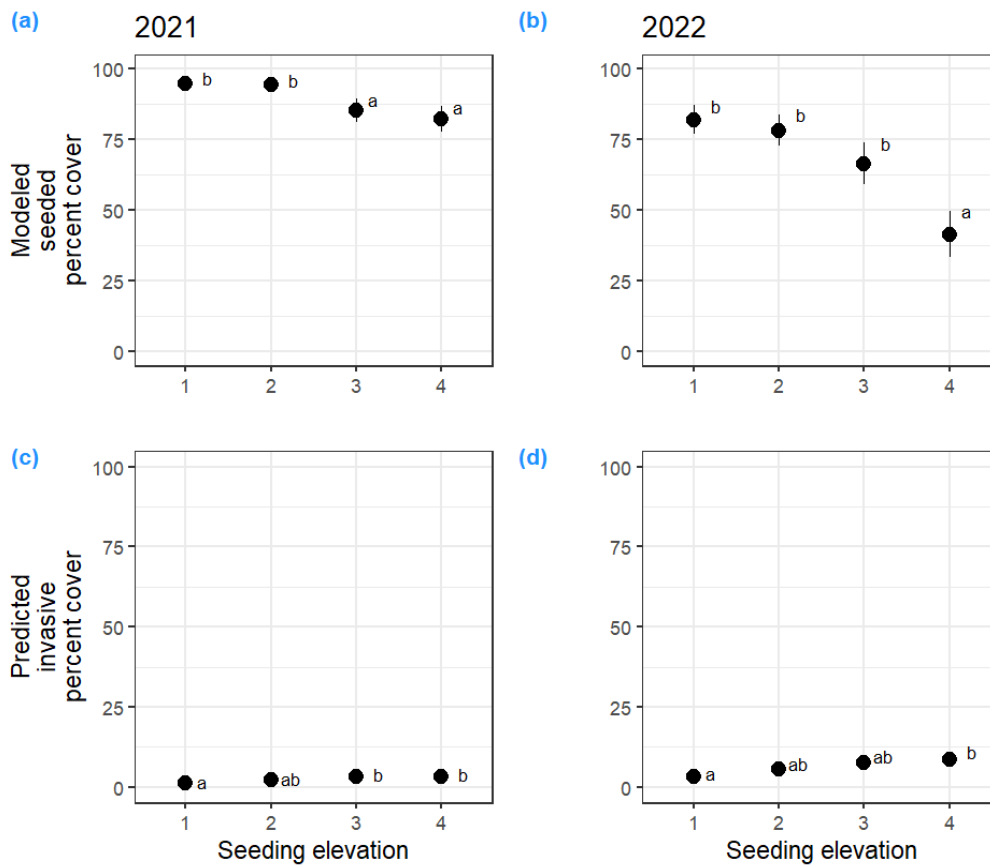 (a)
2021
Modeled
seeded
percent cover
100
75
50
25
0
b
b
a
a
1 2 3 4
(b)
2022
100
75
50
25
0
b
b
b
a
1 2 3 4
(c)
Predicted
invasive
percent cover
100
75
50
25
0
a
ab
b
b
1 2 3 4
Seeding elevation
(d)
100
75
50
25
0
a
ab
ab
b
1 2 3 4
Seeding elevation